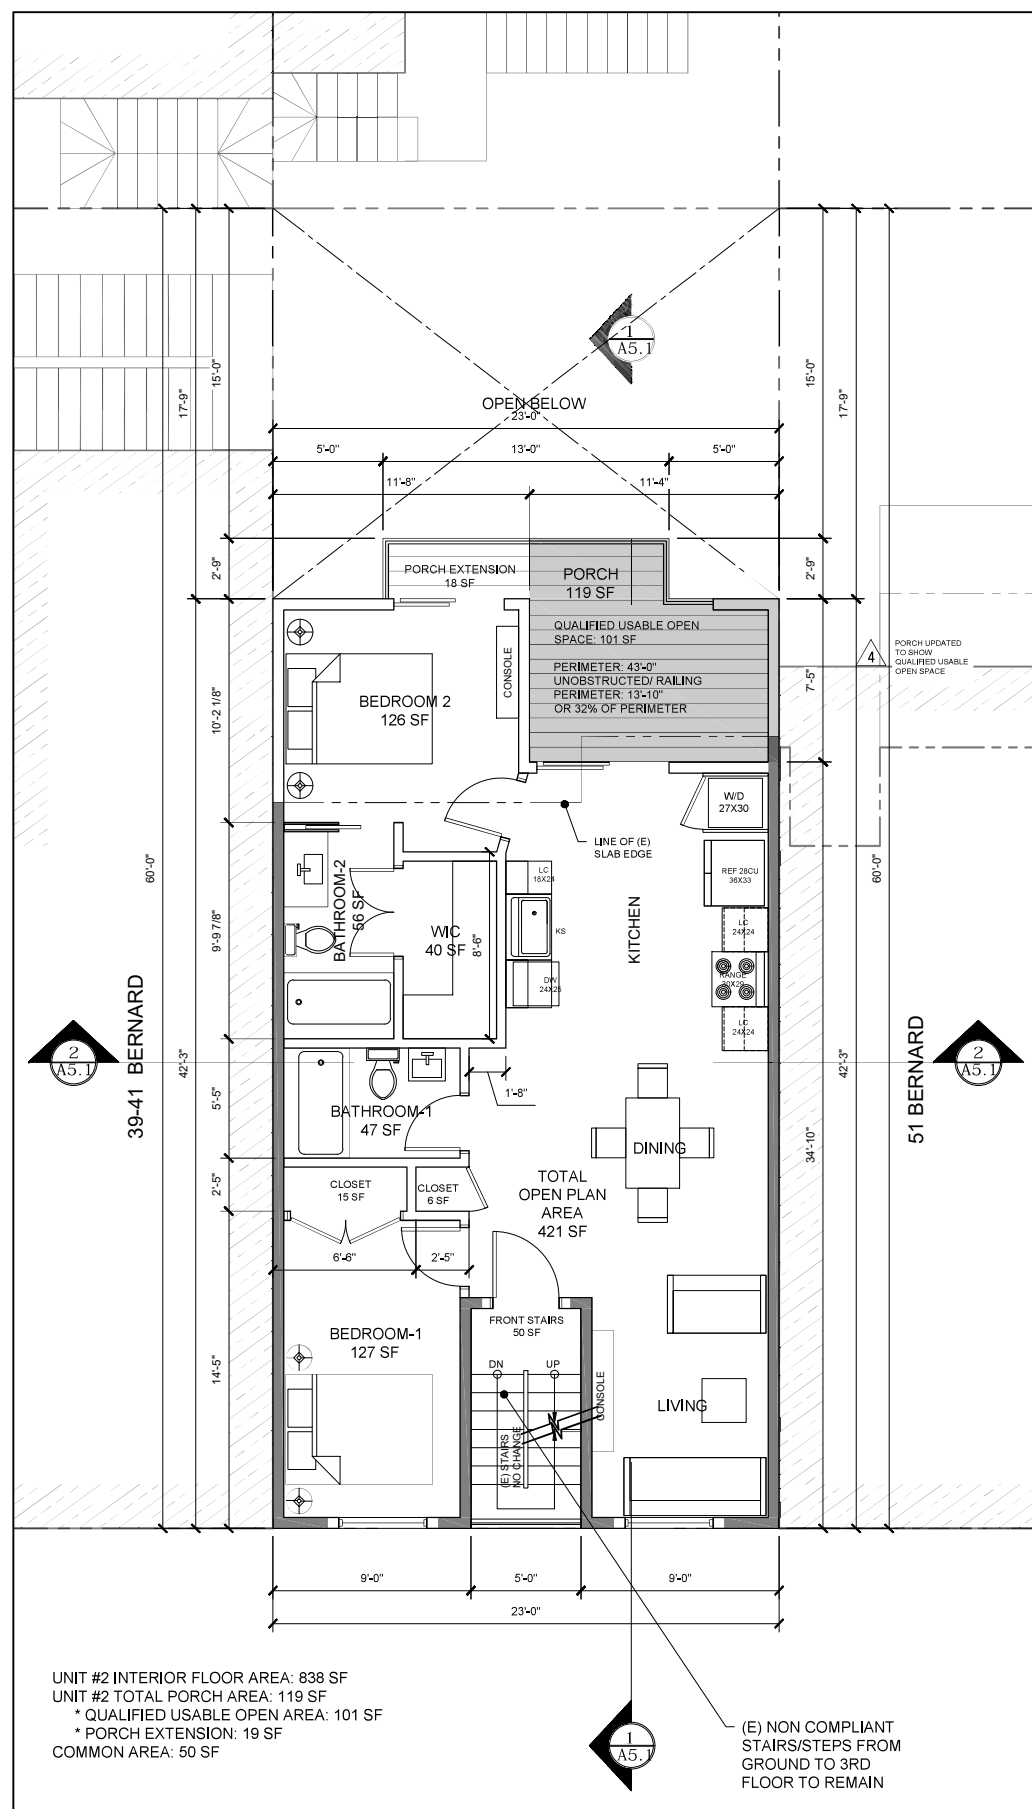 1
A5.1
OPEN BELOW
23'-0"
5'-0"
13'-0"
5'-0"
11'-8"
11'-4"
15'-0"
17'-9"
2'-9"
15'-0"
17'-9"
2'-9"
PORCH EXTENSION
18 SF
PORCH
119 SF
QUALIFIED USABLE OPEN
SPACE: 101 SF
PERIMETER: 43'-0"
UNOBSTRUCTED/ RAILING
PERIMETER: 13'-10"
OR 32% OF PERIMETER
4
PORCH UPDATED
TO SHOW
QUALIFIED USABLE
OPEN SPACE
7'-5"
10'-2 1/8"
CONSOLE
BEDROOM 2
126 SF
W/D
27X30
LINE OF (E)
SLAB EDGE
LC
18X24
REF 28CU
36X33
60'-0"
60'-0"
9'-9 7/8"
BATHROOM-2
56 SF
WIC
40 SF
8'-6"
KS
KITCHEN
LC
24X24
DW
24X25
RANGE
30X29
LC
24X24
39-41 BERNARD
51 BERNARD
2
A5.1
2
A5.1
42'-3"
42'-3"
5'-5"
1'-8"
BATHROOM-1
47 SF
DINING
34'-10"
2'-5"
CLOSET
15 SF
CLOSET
6 SF
TOTAL
OPEN PLAN
AREA
421 SF
6'-6"
2'-5"
FRONT STAIRS
50 SF
BEDROOM-1
127 SF
14'-5"
DN
UP
CONSOLE
LIVING
(E) STAIRS
NO CHANGE
9'-0"
5'-0"
9'-0"
23'-0"
UNIT #2 INTERIOR FLOOR AREA: 838 SF
UNIT #2 TOTAL PORCH AREA: 119 SF
* QUALIFIED USABLE OPEN AREA: 101 SF
* PORCH EXTENSION: 19 SF
COMMON AREA: 50 SF
1
A5.1
(E) NON COMPLIANT
STAIRS/STEPS FROM
GROUND TO 3RD
FLOOR TO REMAIN